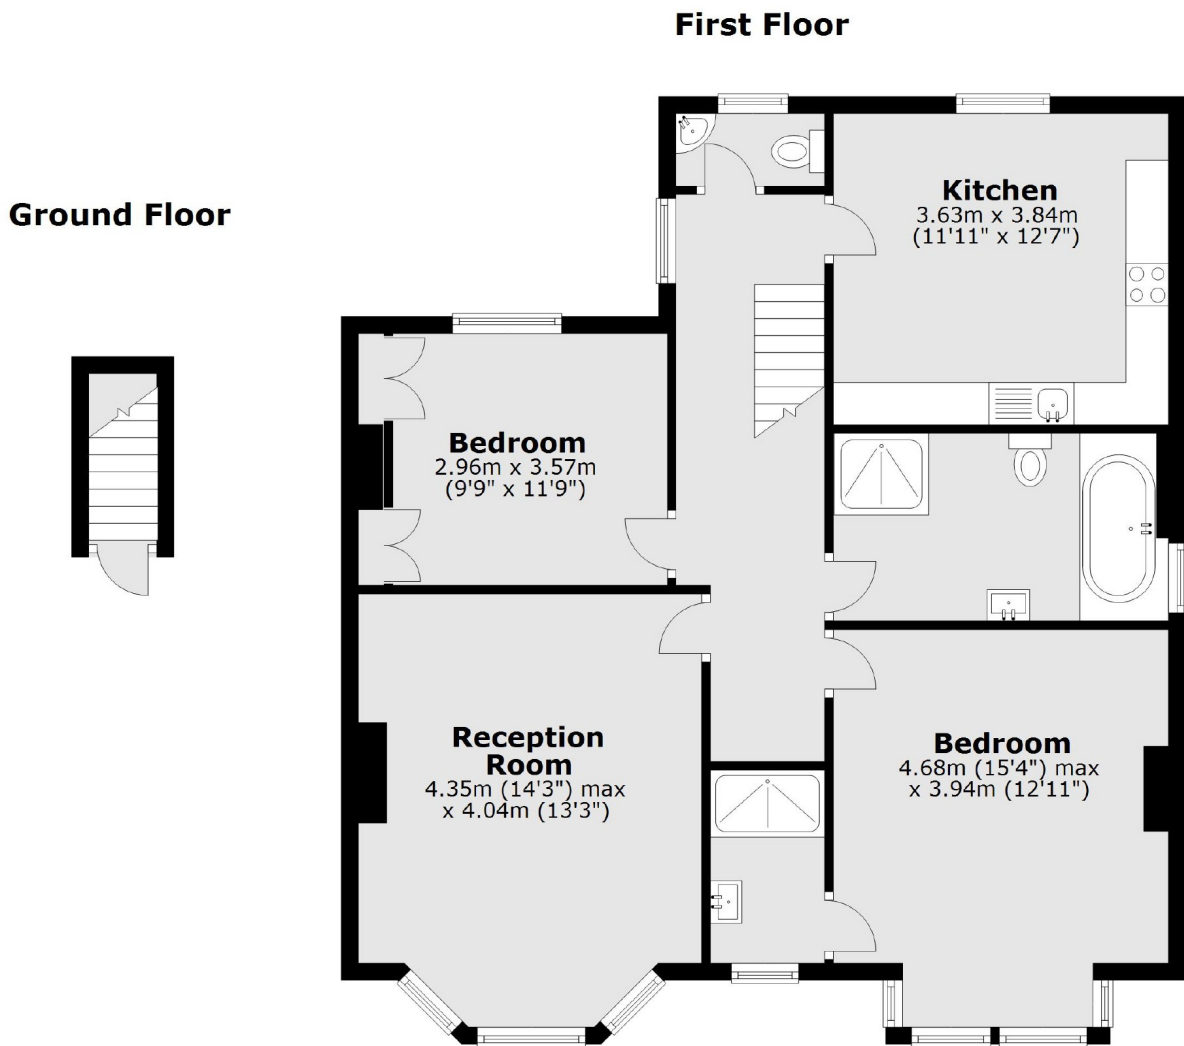 First Floor
Ground Floor
Kitchen
3.63m x 3.84m
(11'11" x 12'7")
Bedroom
2.96m x 3.57m
(9'9" x 11'9")
Reception
Room
4.35m (14'3") max
x 4.04m (13'3")
Bedroom
4.68m (15'4") max
x 3.94m (12'11")